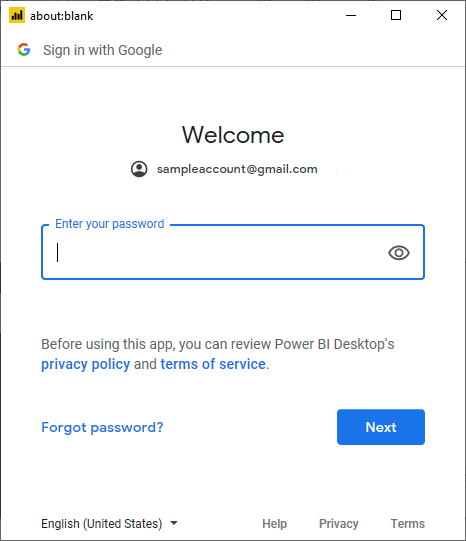 about:blank
Sign in with Google
Welcome
sampleaccount@gmail.com
Enter your password
Before using this app, you can review Power BI Desktop's
privacy policy and terms of service.
Forgot password?
Next
English (United States)
Help Privacy Terms